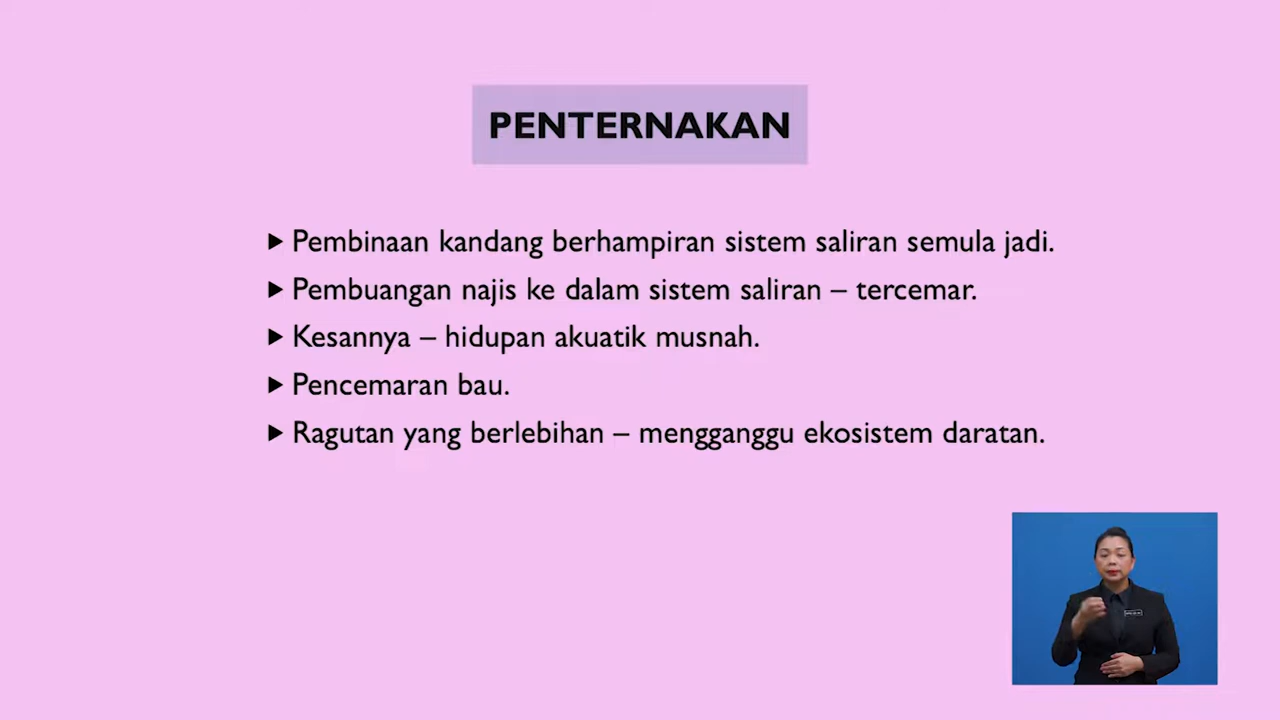 PENTERNAKAN
Pembinaan kandang berhampiran sistem saliran semula jadi.
Pembuangan najis ke dalam sistem saliran – tercemar.
Kesannya – hidupan akuatik musnah.
Pencemaran bau.
Ragutan yang berlebihan – mengganggu ekosistem daratan.